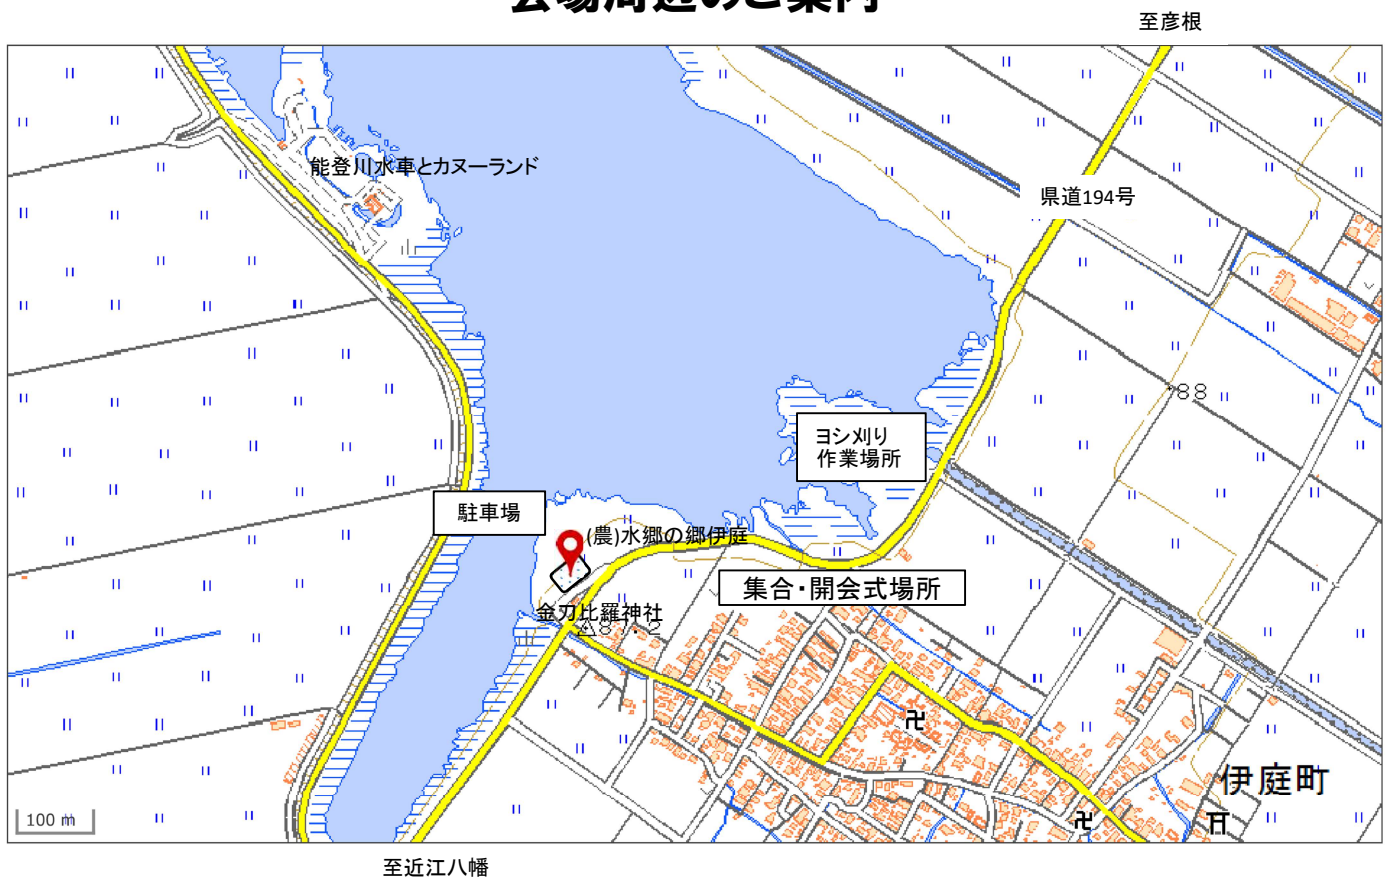 会場周辺のご案内
至彦根
能登川水車とカヌーランド
県道194号
88
ヨシ刈り
作業場所
駐車場
(農)水郷の郷伊庭
集合・開会式場所
金刀比羅神社
87.2
伊庭町
100 m
至近江八幡